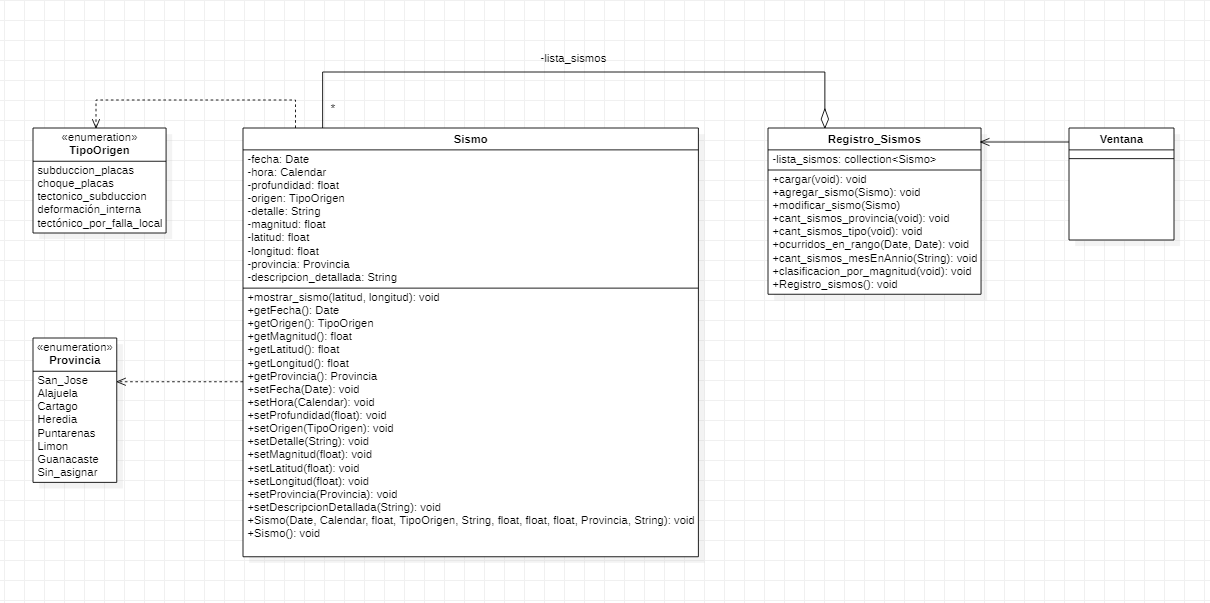 -lista_sismos
*
«enumeration»
TipoOrigen
subduccion_placas
choque_placas
tectonico_subduccion
deformación_interna
tectónico_por_falla_local
«enumeration»
Provincia
San_Jose
Alajuela
Cartago
Heredia
Puntarenas
Limon
Guanacaste
Sin_asignar
Sismo
-fecha: Date
-hora: Calendar
-profundidad: float
-origen: TipoOrigen
-detalle: String
-magnitud: float
-latitud: float
-longitud: float
-provincia: Provincia
-descripcion_detallada: String
+mostrar_sismo(latitud, longitud): void
+getFecha(): Date
+getOrigen(): TipoOrigen
+getMagnitud(): float
+getLatitud(): float
+getLongitud(): float
+getProvincia(): Provincia
+setFecha(Date): void
+setHora(Calendar): void
+setProfundidad(float): void
+setOrigen(TipoOrigen): void
+setDetalle(String): void
+setMagnitud(float): void
+setLatitud(float): void
+setLongitud(float): void
+setProvincia(Provincia): void
+setDescripcionDetallada(String): void
+Sismo(Date, Calendar, float, TipoOrigen, String, float, float, float, Provincia, String): void
+Sismo(): void
Registro_Sismos
-lista_sismos: collection<Sismo>
+cargar(void): void
+agregar_sismo(Sismo): void
+modificar_sismo(Sismo)
+cant_sismos_provincia(void): void
+cant_sismos_tipo(void): void
+ocurridos_en_rango(Date, Date): void
+cant_sismos_mesEnAnnio(String): void
+clasificacion_por_magnitud(void): void
+Registro_sismos(): void
Ventana